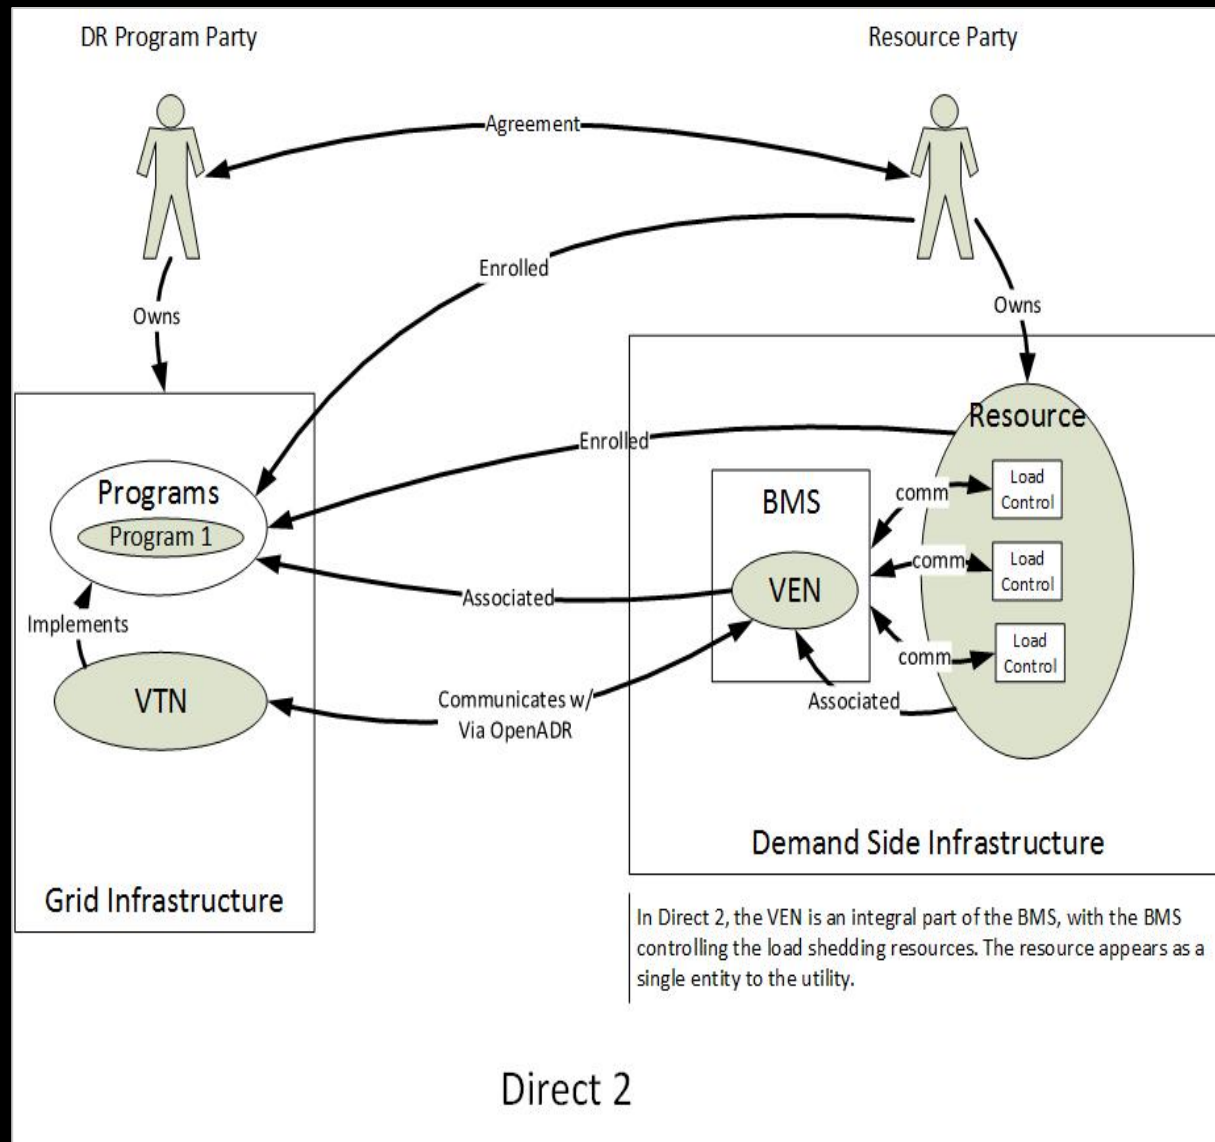 DR Program Party
Resource Party
Agreement
Enrolled
Owns
Owns
Resource
Enrolled
Programs
Program 1
BMS
comm
Load
Control
VEN
comm
Load
Control
Associated
Implements
comm
Load
Control
VTN
Communicates w/
Via OpenADR
Associated
Demand Side Infrastructure
Grid Infrastructure
In Direct 2, the VEN is an integral part of the BMS, with the BMS
controlling the load shedding resources. The resource appears as a
single entity to the utility.
Direct 2